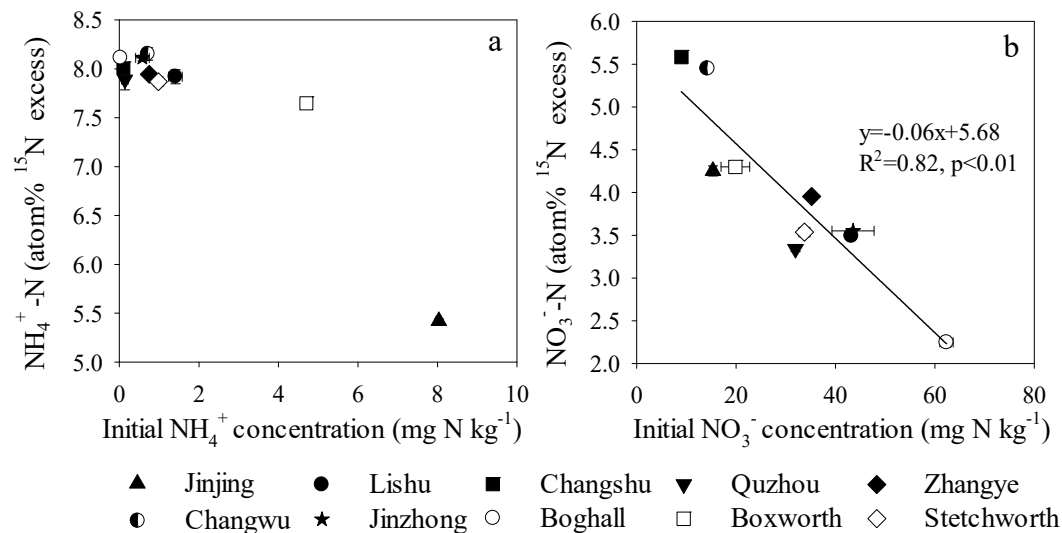 a
8.5
8.0
7.5
7.0
6.5
6.0
5.5
5.0
NH₄⁺-N (atom% ¹⁵N excess)
0 2 4 6 8 10
Initial NH₄⁺ concentration (mg N kg⁻¹)
b
6.0
5.5
5.0
4.5
4.0
3.5
3.0
2.5
2.0
NO₃⁻-N (atom% ¹⁵N excess)
y=-0.06x+5.68
R²=0.82, p<0.01
0 20 40 60 80
Initial NO₃⁻ concentration (mg N kg⁻¹)
Jinjing Lishu Changshu Quzhou Zhangye
Changwu Jinzhong Boghall Boxworth Stetchworth